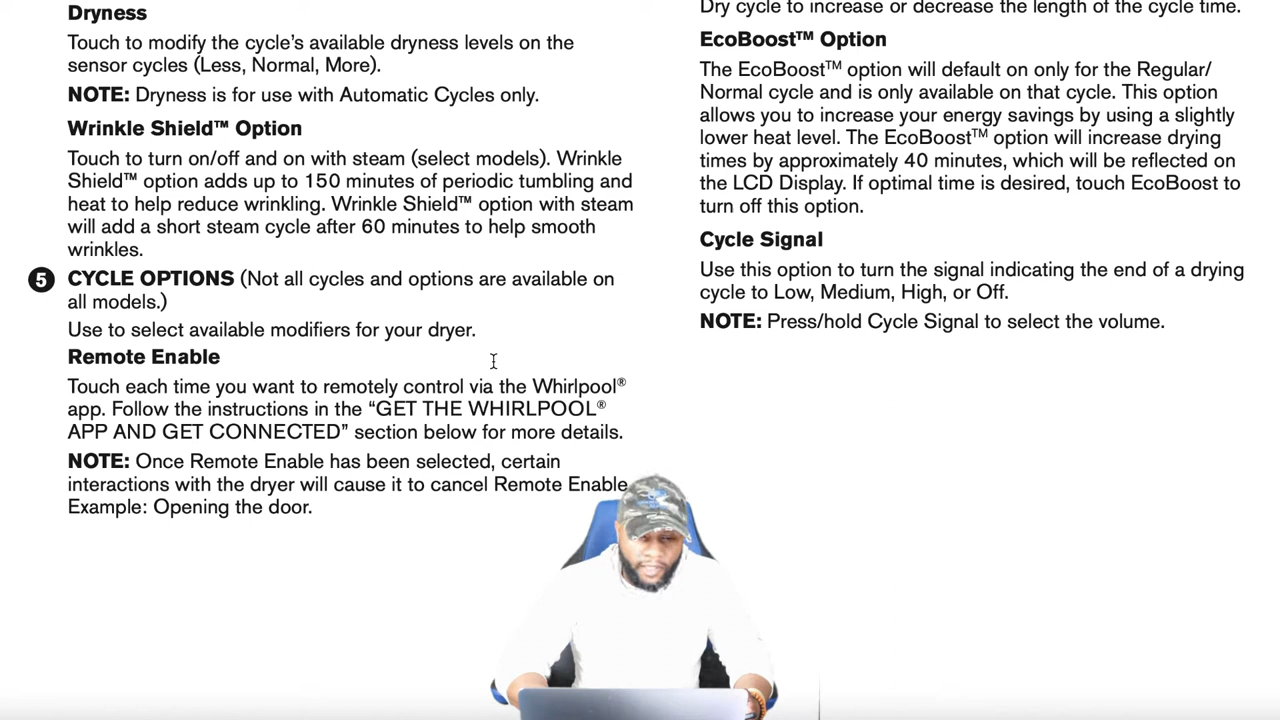 Dryness
Touch to modify the cycle's available dryness levels on the
sensor cycles (Less, Normal, More).
NOTE: Dryness is for use with Automatic Cycles only.
Wrinkle Shield™ Option
Touch to turn on/off and on with steam (select models). Wrinkle
Shield™ option adds up to 150 minutes of periodic tumbling and
heat to help reduce wrinkling. Wrinkle Shield™ option with steam
will add a short steam cycle after 60 minutes to help smooth
wrinkles.
5 CYCLE OPTIONS (Not all cycles and options are available on
all models.)
Use to select available modifiers for your dryer.
Remote Enable
Touch each time you want to remotely control via the Whirlpool®
app. Follow the instructions in the “GET THE WHIRLPOOL®
APP AND GET CONNECTED” section below for more details.
NOTE: Once Remote Enable has been selected, certain
interactions with the dryer will cause it to cancel Remote Enable
Example: Opening the door.
Dry cycle to increase or decrease the length of the cycle time.
EcoBoost™ Option
The EcoBoost™ option will default on only for the Regular/
Normal cycle and is only available on that cycle. This option
allows you to increase your energy savings by using a slightly
lower heat level. The EcoBoost™ option will increase drying
times by approximately 40 minutes, which will be reflected on
the LCD Display. If optimal time is desired, touch EcoBoost to
turn off this option.
Cycle Signal
Use this option to turn the signal indicating the end of a drying
cycle to Low, Medium, High, or Off.
NOTE: Press/hold Cycle Signal to select the volume.